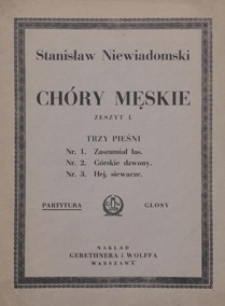 Stanisław Niewiadomski
CHÓRY MĘSKIE
ZESZYT I.
TRZY PIEŚNI
Nr. 1. Zaszumiał las.
Nr. 2. Górskie dzwony.
Nr. 3. Hej, siewacze.
PARTYTURA GŁOSY
NAKŁAD
GEBETHNERA i WOLFFA
WARSZAWA